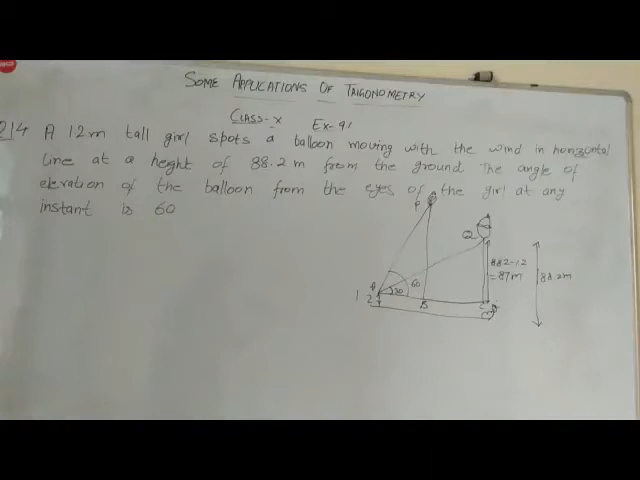 SOME APPLICATIONS OF TRIGONOMETRY
CLASS-X Ex-9.1
Q14 A 12m tall girl spots a balloon moving with the wind in horizontal
line at a height of 88.2 m from the ground The angle of
elevation of the balloon from the eyes of the girl at any
instant is 60
P
Q
88.2-1.2
= 87m
88.2m
A
60
30
1.2
B
C